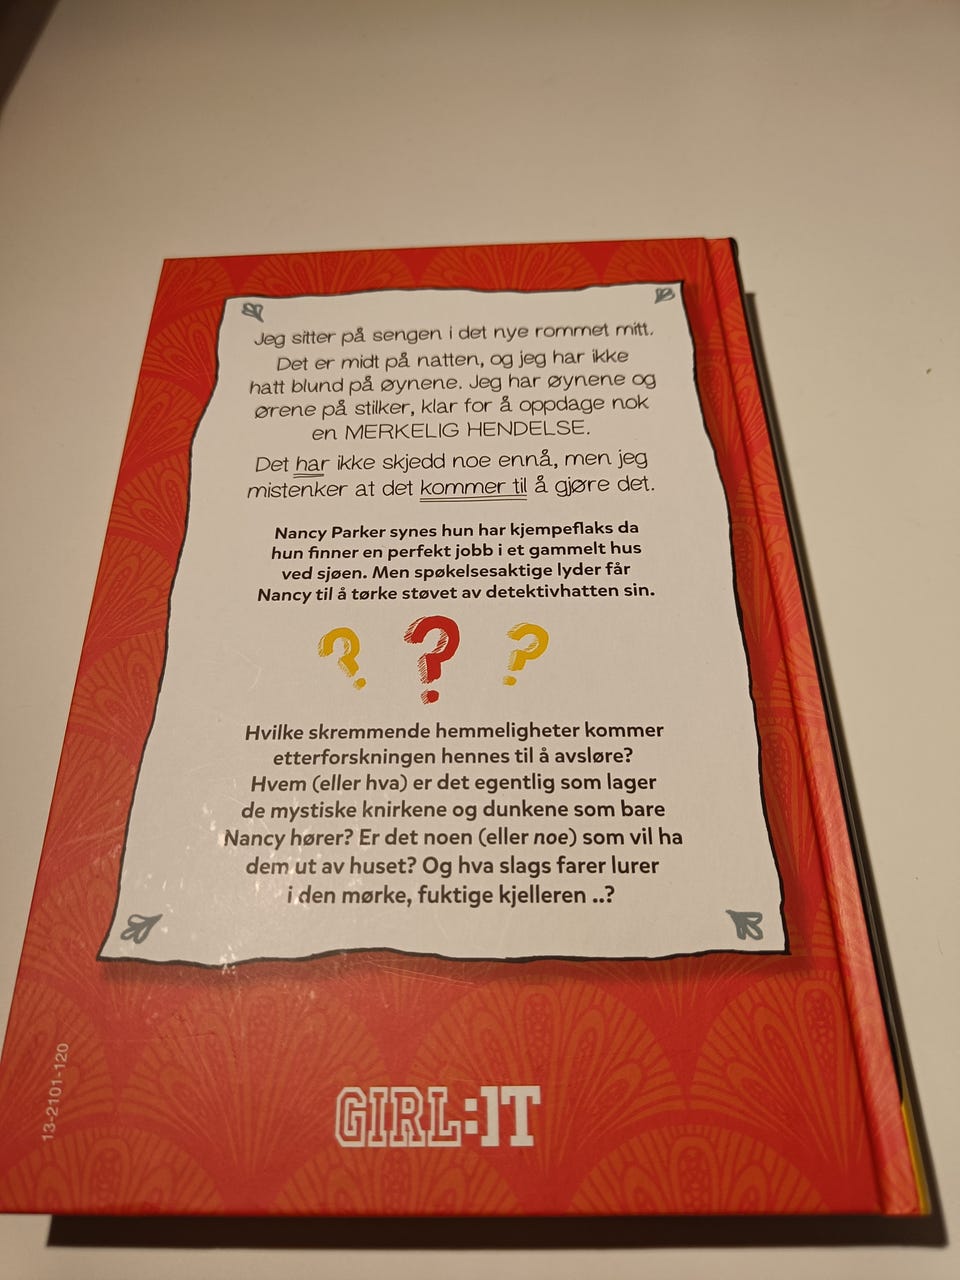 Jeg sitter på sengen i det nye rommet mitt.
Det er midt på natten, og jeg har ikke
hatt blund på øynene. Jeg har øynene og
ørene på stilker, klar for å oppdage nok
en MERKELIG HENDELSE.
Det har ikke skjedd noe ennå, men jeg
mistenker at det kommer til å gjøre det.
Nancy Parker synes hun har kjempeflaks da
hun finner en perfekt jobb i et gammelt hus
ved sjøen. Men spøkelsesaktige lyder får
Nancy til å tørke støvet av detektivhatten sin.
? ? ?
Hvilke skremmende hemmeligheter kommer
etterforskningen hennes til å avsløre?
Hvem (eller hva) er det egentlig som lager
de mystiske knirkene og dunkene som bare
Nancy hører? Er det noen (eller noe) som vil ha
dem ut av huset? Og hva slags farer lurer
i den mørke, fuktige kjelleren ..?
13-2101-120
GIRL:IT